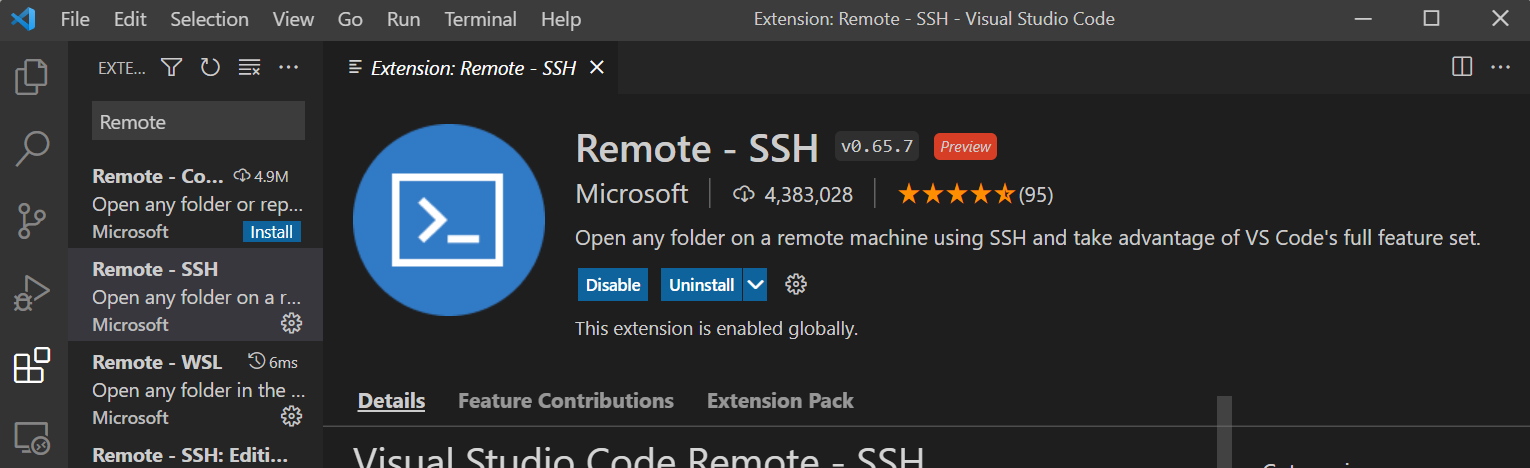 File Edit Selection View Go Run Terminal Help Extension: Remote - SSH - Visual Studio Code
EXTE...
Remote
Remote - Co... 4.9M
Open any folder or rep...
Microsoft Install
Remote - SSH
Open any folder on a r...
Microsoft
Remote - WSL 6ms
Open any folder in the ...
Microsoft
Remote - SSH: Editi...
Extension: Remote - SSH
Remote - SSH v0.65.7 Preview
Microsoft 4,383,028 (95)
Open any folder on a remote machine using SSH and take advantage of VS Code's full feature set.
Disable Uninstall
This extension is enabled globally.
Details Feature Contributions Extension Pack
Visual Studio Code Remote - SSH